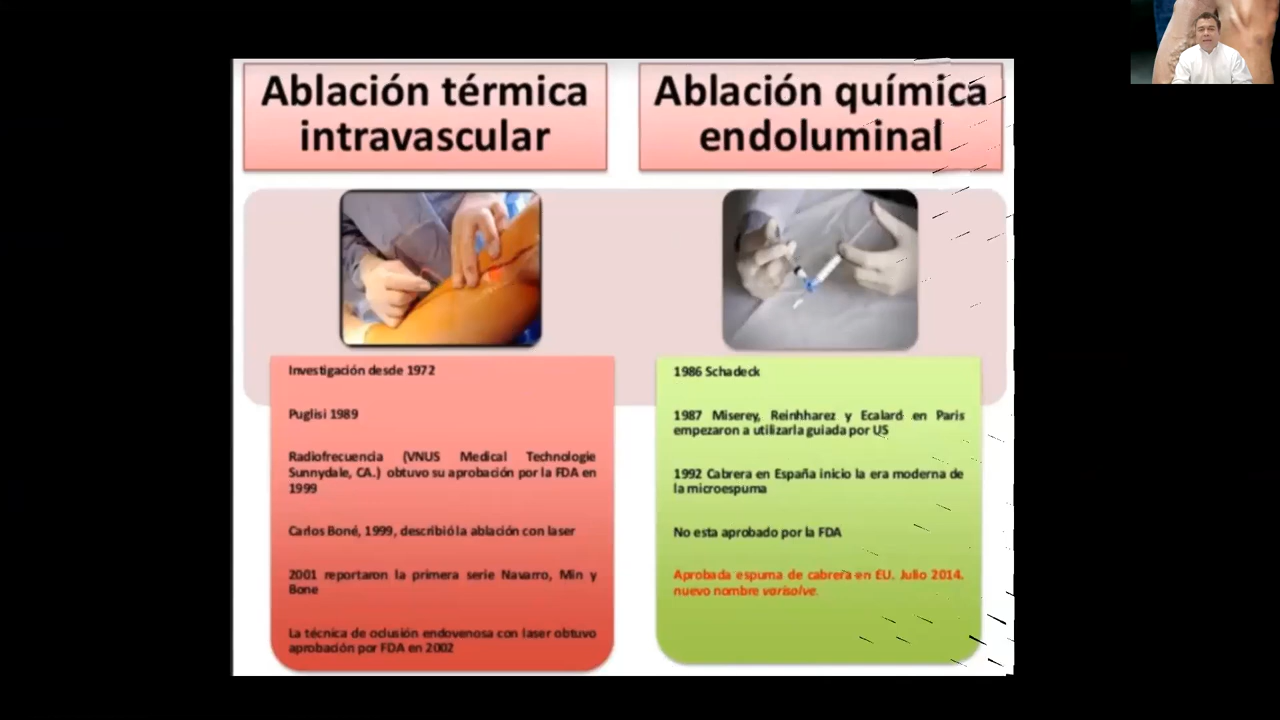 Ablación térmica
intravascular
Investigación desde 1972
Puglisi 1989
Radiofrecuencia (VNUS Medical Technologie
Sunnydale, CA.) obtuvo su aprobación por la FDA en
1999
Carlos Boné, 1999, describió la ablación con laser
2001 reportaron la primera serie Navarro, Min y
Bone
La técnica de oclusión endovenosa con laser obtuvo
aprobación por FDA en 2002
Ablación química
endoluminal
1986 Schadeck
1987 Miserey, Reinhharez y Ecalard en Paris
empezaron a utilizarla guiada por US
1992 Cabrera en España inicio la era moderna de
la microespuma
No esta aprobado por la FDA
Aprobada espuma de cabrera en EU. Julio 2014.
nuevo nombre varisolve.